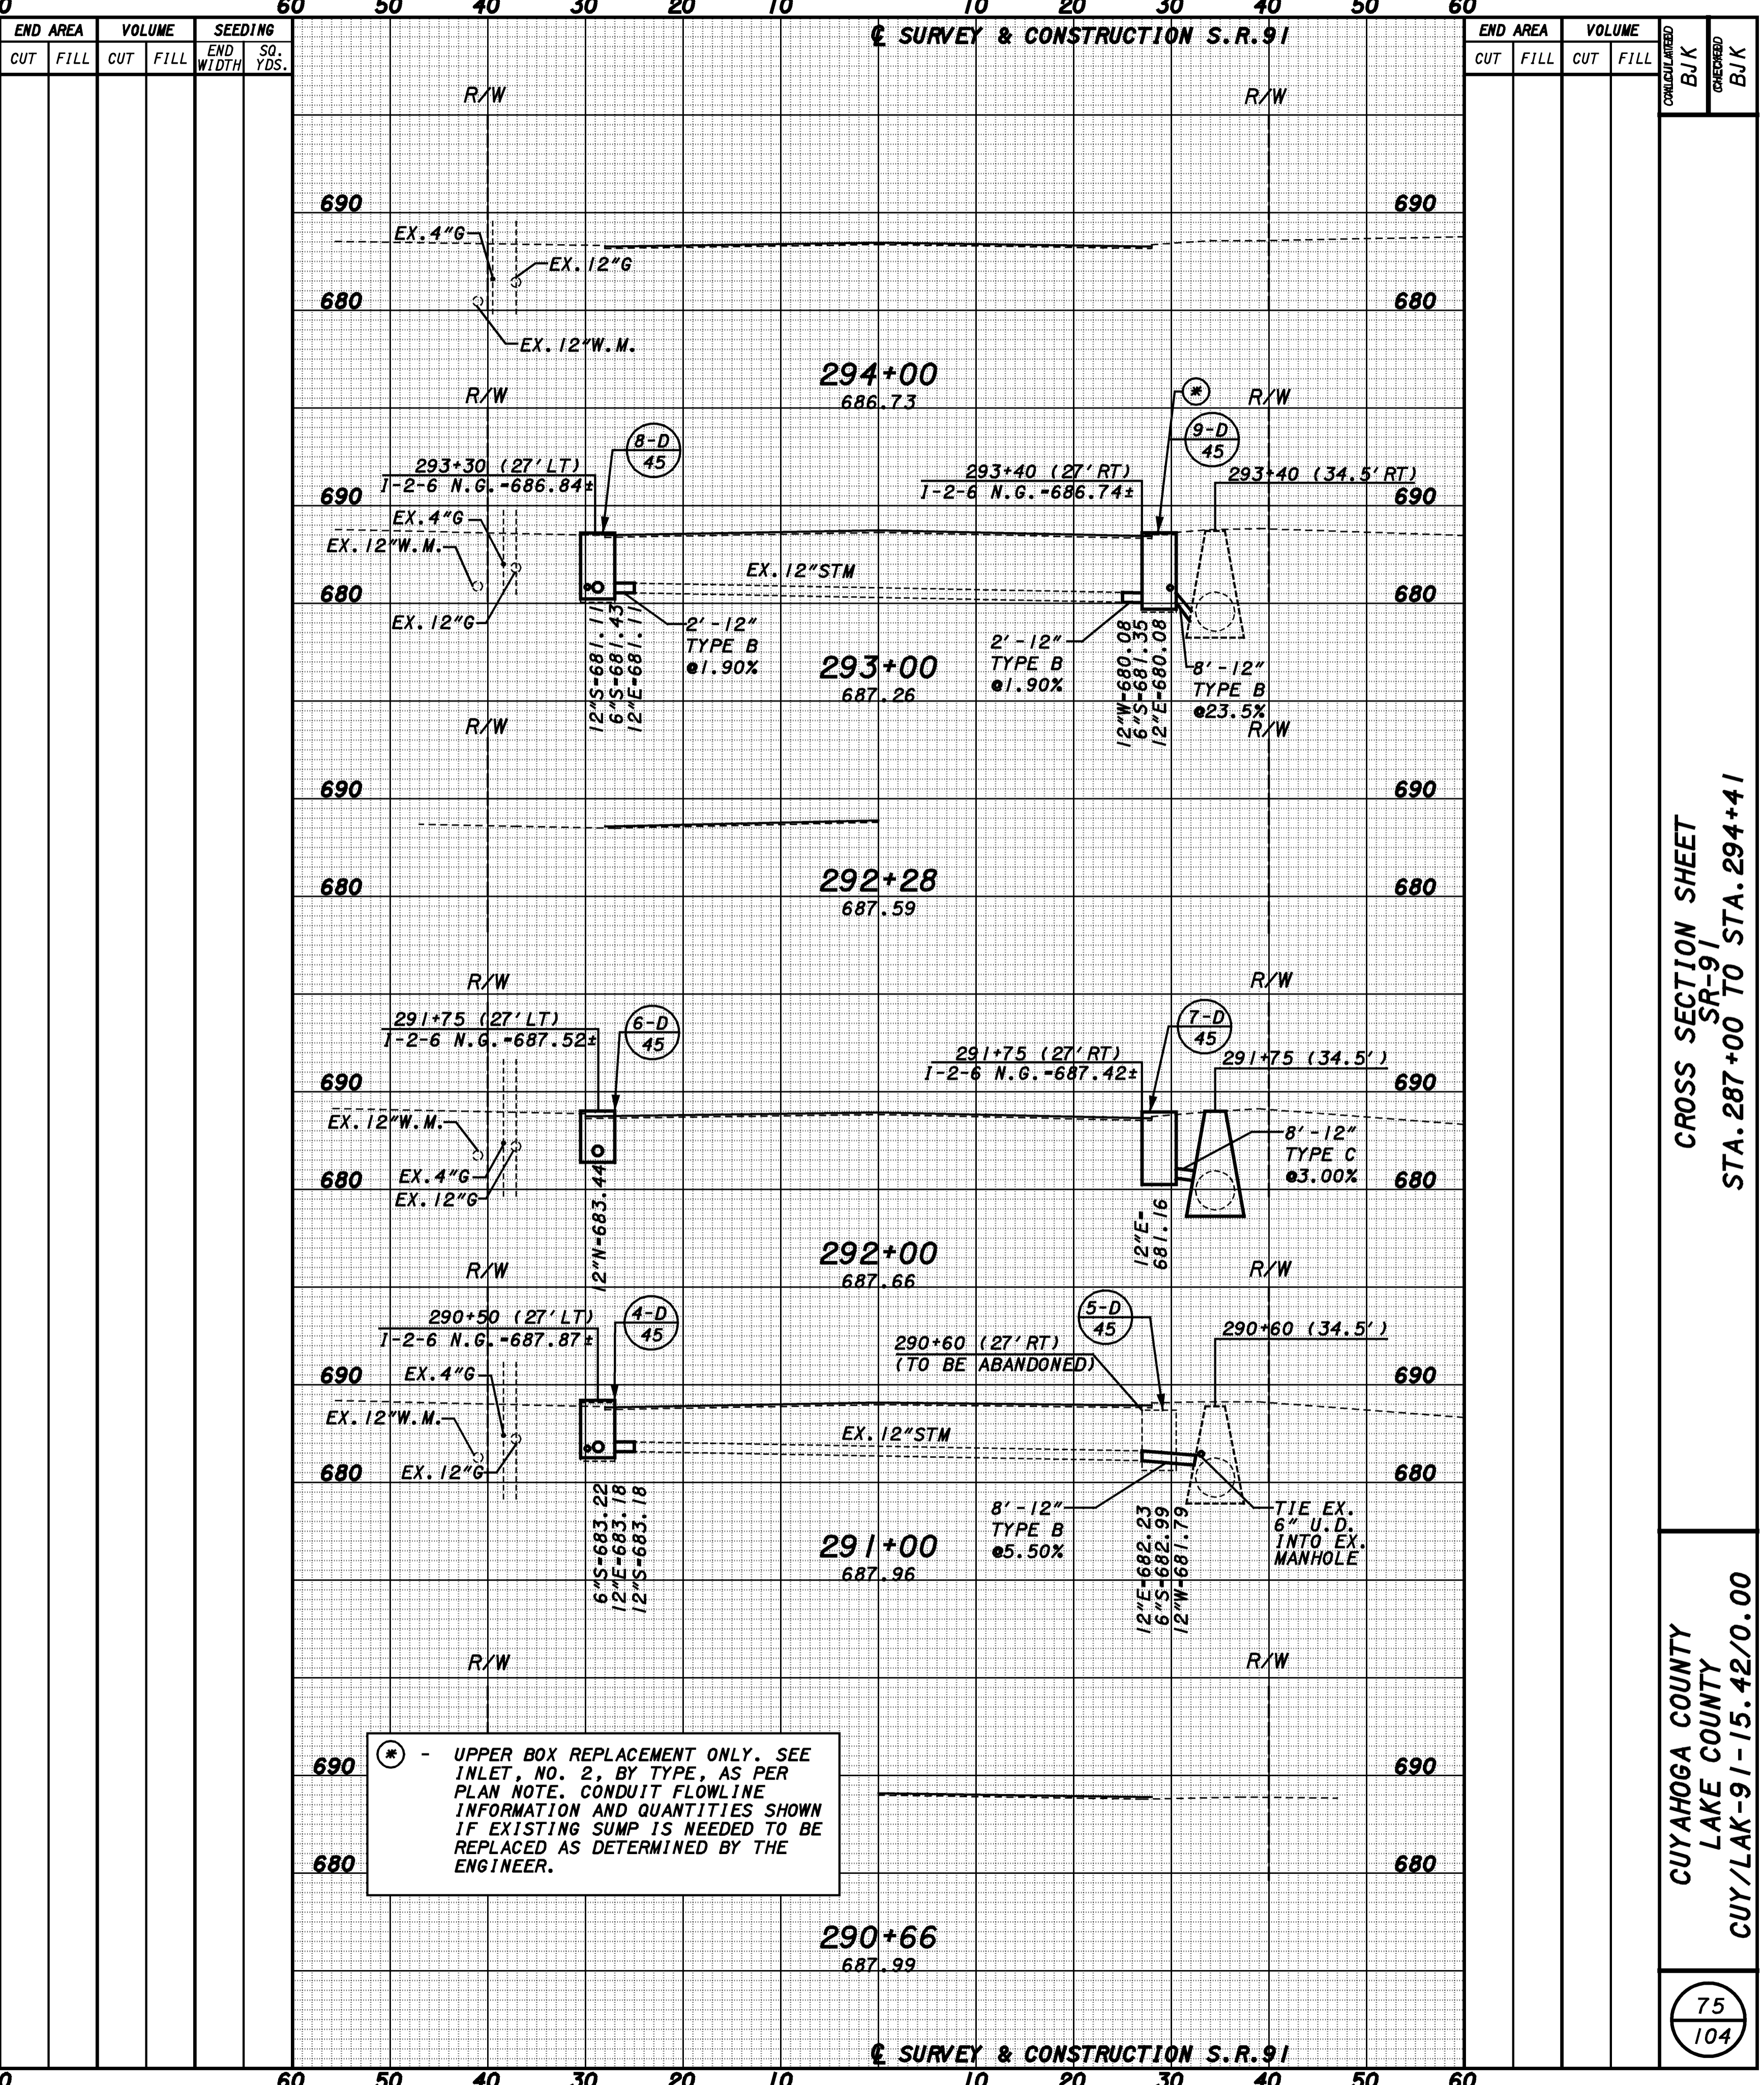 60 50 40 30 20 10 10 20 30 40 50 60
END AREA VOLUME SEEDING
CUT FILL CUT FILL END WIDTH SQ. YDS.
℄ SURVEY & CONSTRUCTION S.R.91
END AREA VOLUME
CUT FILL CUT FILL
CALCULATED
BJK
CHECKED
BJK
R/W R/W
690 690
EX.4"G
EX.12"G
680 680
EX.12"W.M.
294+00
686.73
R/W R/W
*
8-D
45
9-D
45
293+30 (27' LT)
I-2-6 N.G.=686.84±
293+40 (27' RT)
I-2-6 N.G.=686.74±
293+40 (34.5' RT)
690 690
EX.4"G
EX.12"W.M.
EX.12"STM
680 680
EX.12"G
2'-12"
TYPE B
@1.90%
12"S=681.11
6"S=681.43
12"E=681.11
2'-12"
TYPE B
@1.90%
12"W=680.08
6"S=681.35
12"E=680.08
8'-12"
TYPE B
@23.5%
293+00
687.26
R/W R/W
690 690
680 680
292+28
687.59
R/W R/W
291+75 (27' LT)
I-2-6 N.G.=687.52±
6-D
45
7-D
45
291+75 (27' RT)
I-2-6 N.G.=687.42±
291+75 (34.5')
690 690
EX.12"W.M.
EX.4"G
EX.12"G
8'-12"
TYPE C
@3.00%
680 680
12"N=683.44
12"E=
681.16
292+00
687.66
R/W R/W
290+50 (27' LT)
I-2-6 N.G.=687.87±
4-D
45
5-D
45
290+60 (27' RT)
(TO BE ABANDONED)
290+60 (34.5')
690 690
EX.4"G
EX.12"W.M.
EX.12"STM
680 680
EX.12"G
6"S=683.22
12"E=683.18
12"S=683.18
8'-12"
TYPE B
@5.50%
12"E=682.23
6"S=682.99
12"W=681.79
TIE EX.
6" U.D.
INTO EX.
MANHOLE
291+00
687.96
R/W R/W
690 690
* - UPPER BOX REPLACEMENT ONLY. SEE
INLET, NO. 2, BY TYPE, AS PER
PLAN NOTE. CONDUIT FLOWLINE
INFORMATION AND QUANTITIES SHOWN
IF EXISTING SUMP IS NEEDED TO BE
REPLACED AS DETERMINED BY THE
ENGINEER.
680 680
290+66
687.99
℄ SURVEY & CONSTRUCTION S.R.91
60 50 40 30 20 10 10 20 30 40 50 60
CROSS SECTION SHEET
SR-91
STA.287+00 TO STA.294+41
CUYAHOGA COUNTY
LAKE COUNTY
CUY/LAK-91-15.42/0.00
75
104